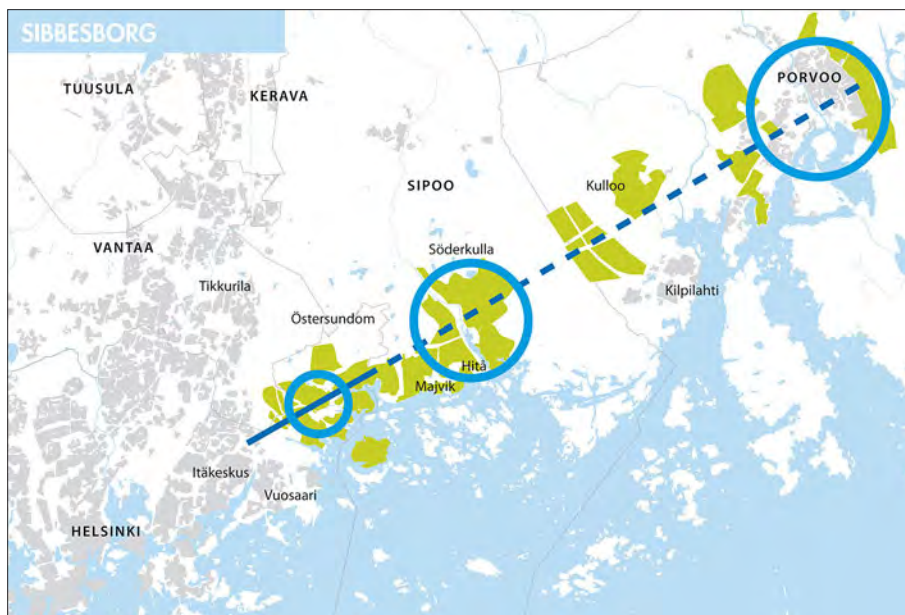 SIBBESBORG
TUUSULA
KERAVA
PORVOO
SIPOO
Kulloo
VANTAA
Söderkulla
Tikkurila
Kilpilahti
Östersundom
Hitå
Majvik
Itäkeskus
Vuosaari
HELSINKI